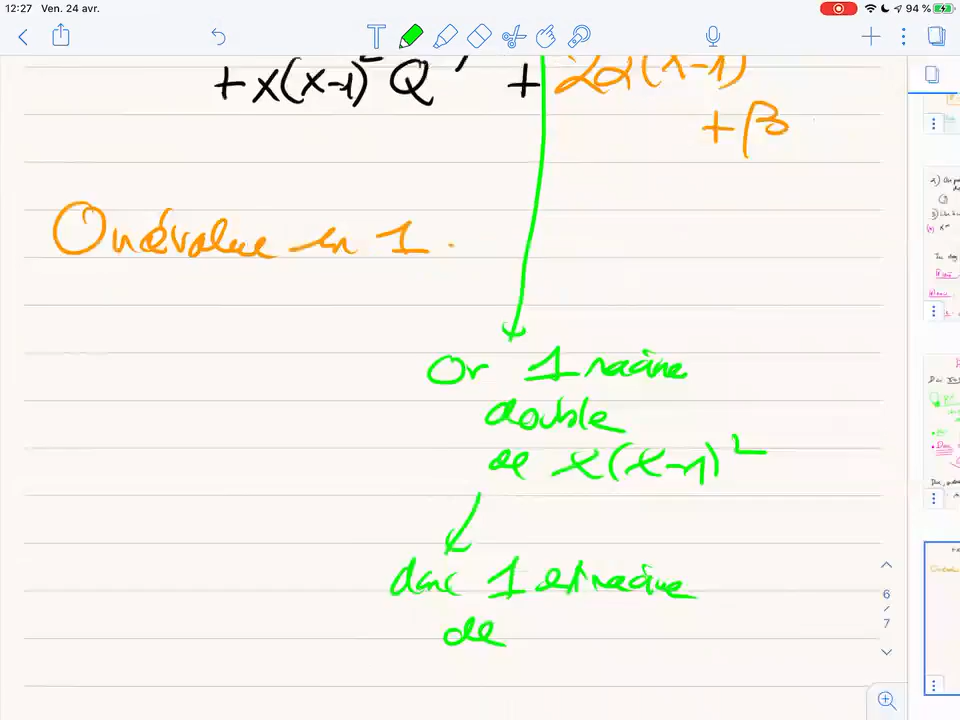 12:27 Ven. 24 avr. 94 %
+ X(X-1)² Q' + 2α(X-1)
+ β
On évalue en 1.
Or 1 racine
double
de X(X-1)²
donc 1 est racine
de
6
/
7